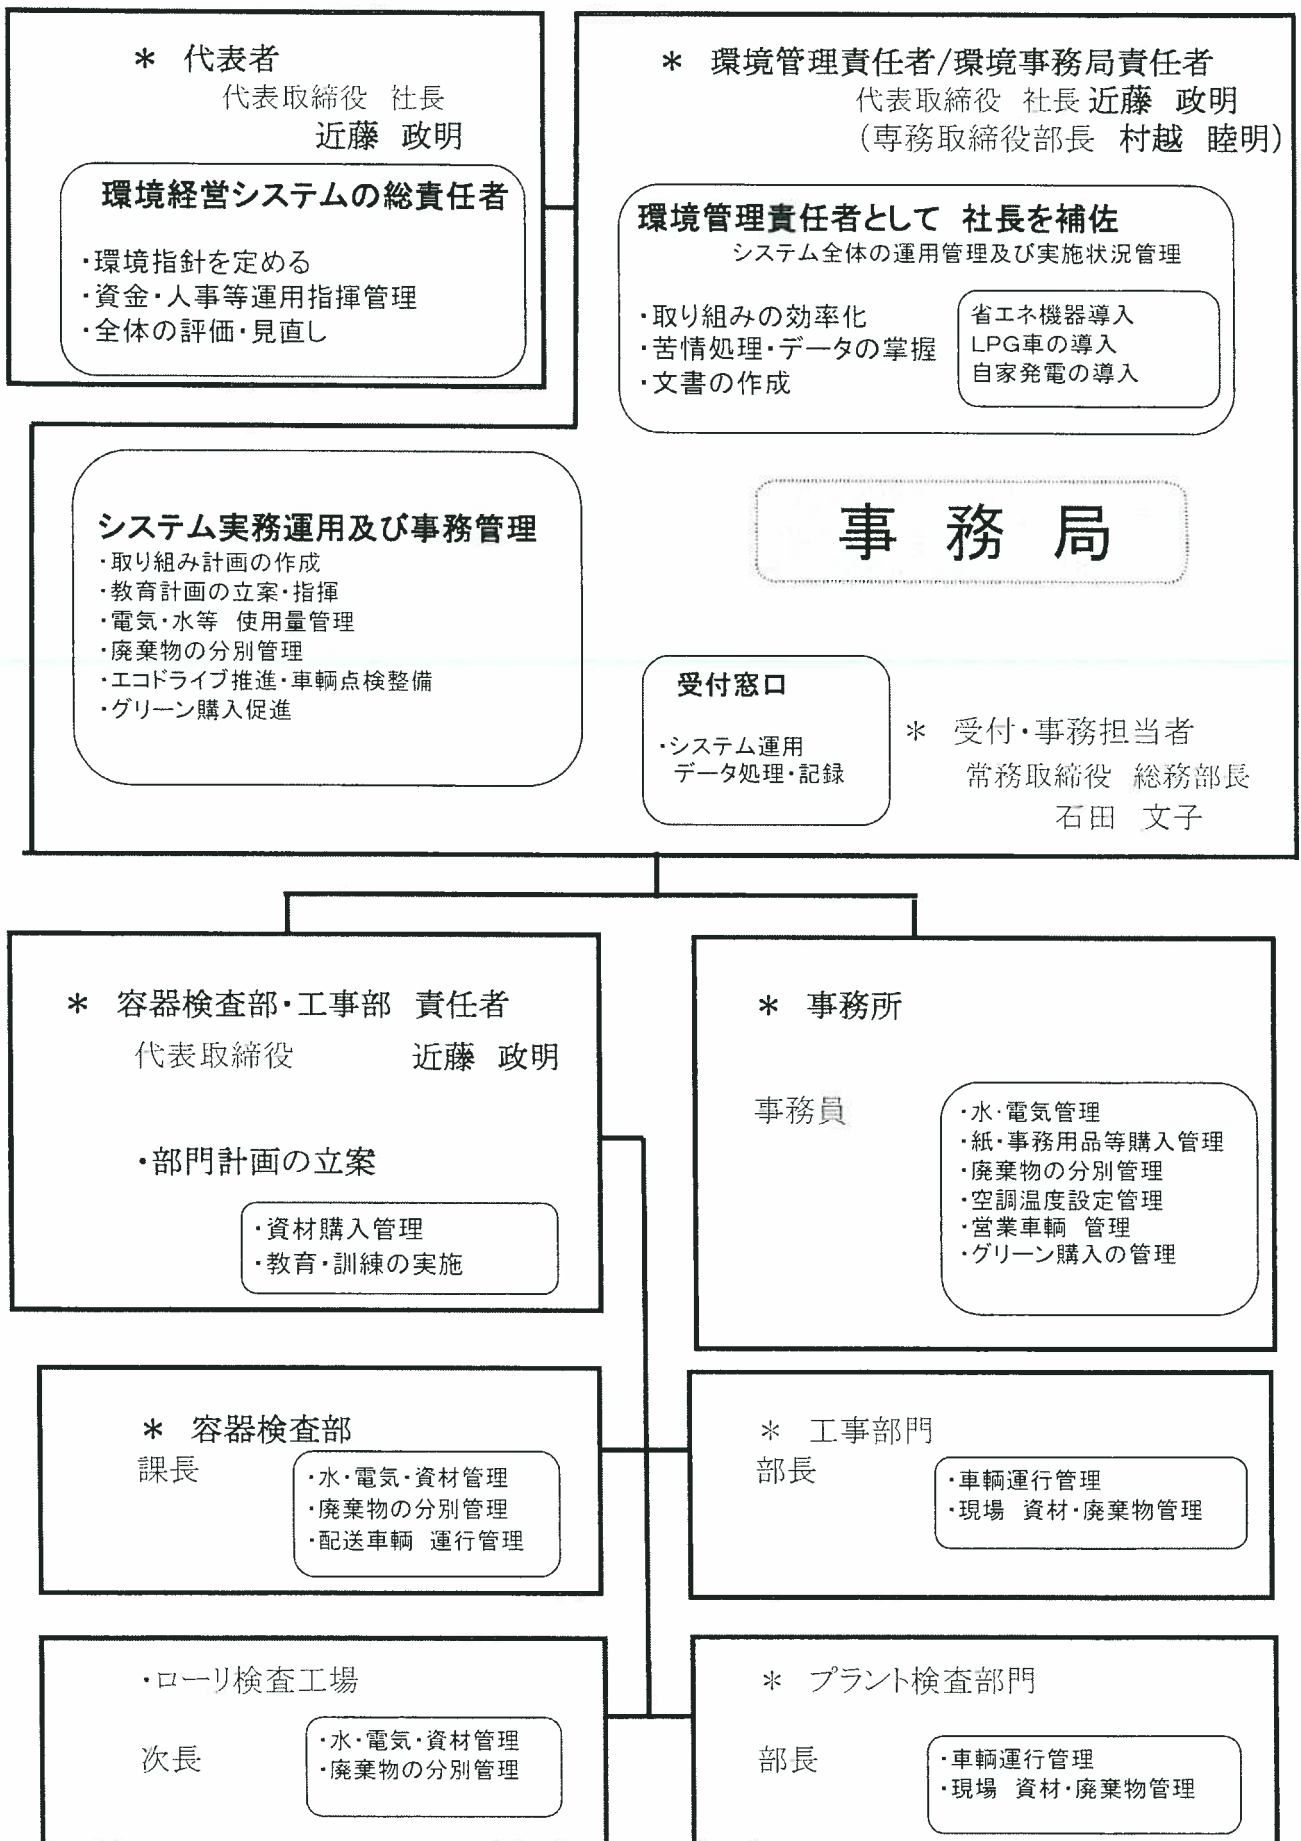 ＊ 代表者
代表取締役 社長
近藤 政明
環境経営システムの総責任者
・環境指針を定める
・資金・人事等運用指揮管理
・全体の評価・見直し
＊ 環境管理責任者/環境事務局責任者
代表取締役 社長 近藤 政明
(専務取締役部長 村越 睦明)
環境管理責任者として 社長を補佐
システム全体の運用管理及び実施状況管理
・取り組みの効率化
・苦情処理・データの掌握
・文書の作成
省エネ機器導入
LPG車の導入
自家発電の導入
システム実務運用及び事務管理
・取り組み計画の作成
・教育計画の立案・指揮
・電気・水等 使用量管理
・廃棄物の分別管理
・エコドライブ推進・車輌点検整備
・グリーン購入促進
事 務 局
受付窓口
・システム運用
データ処理・記録
＊ 受付・事務担当者
常務取締役 総務部長
石田 文子
＊ 容器検査部・工事部 責任者
代表取締役 近藤 政明
・部門計画の立案
・資材購入管理
・教育・訓練の実施
＊ 事務所
事務員
・水・電気管理
・紙・事務用品等購入管理
・廃棄物の分別管理
・空調温度設定管理
・営業車輌 管理
・グリーン購入の管理
＊ 容器検査部
課長
・水・電気・資材管理
・廃棄物の分別管理
・配送車輌 運行管理
＊ 工事部門
部長
・車輌運行管理
・現場 資材・廃棄物管理
・ローリ検査工場
次長
・水・電気・資材管理
・廃棄物の分別管理
＊ プラント検査部門
部長
・車輌運行管理
・現場 資材・廃棄物管理